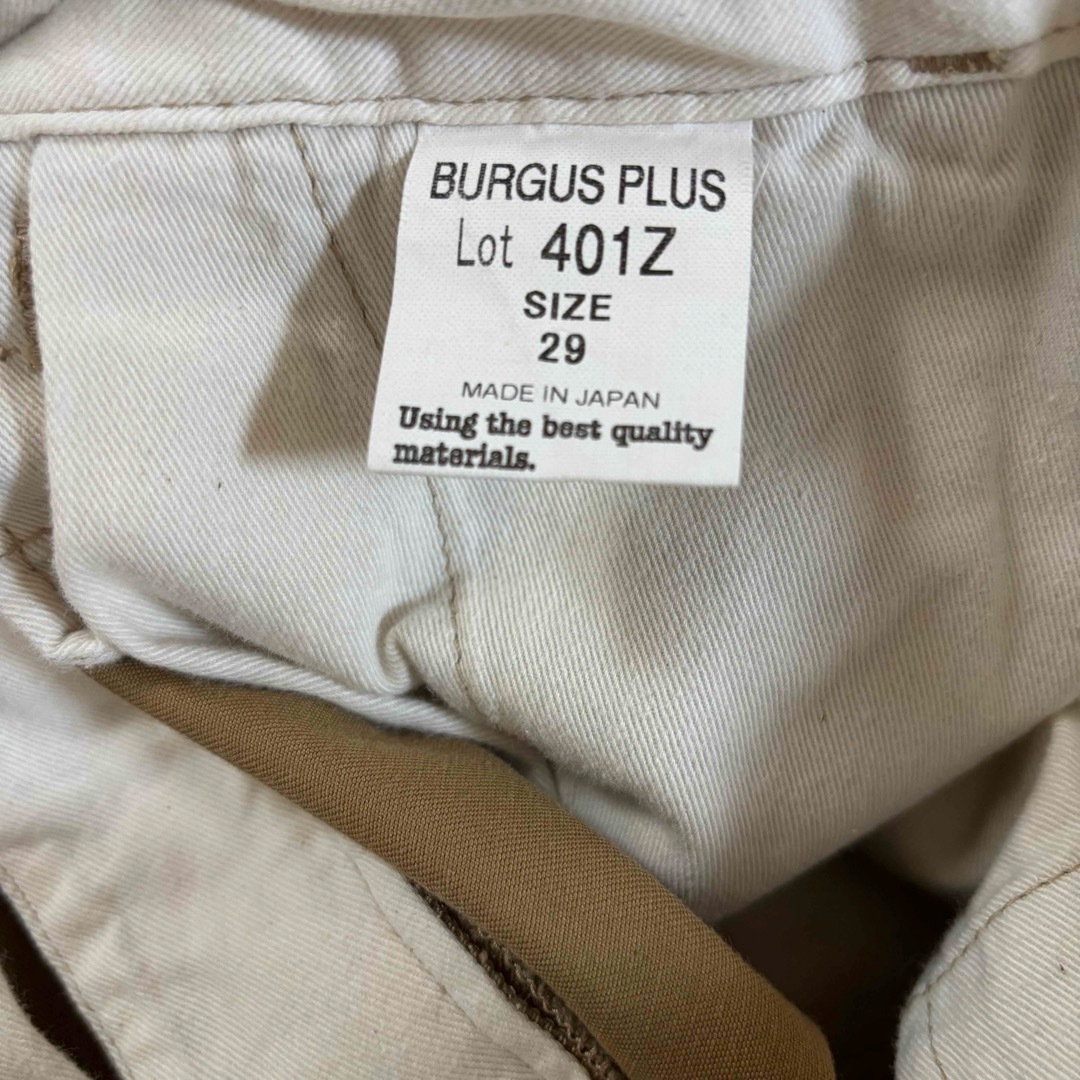 BURGUS PLUS
Lot 401Z
SIZE
29
MADE IN JAPAN
Using the best quality
materials.